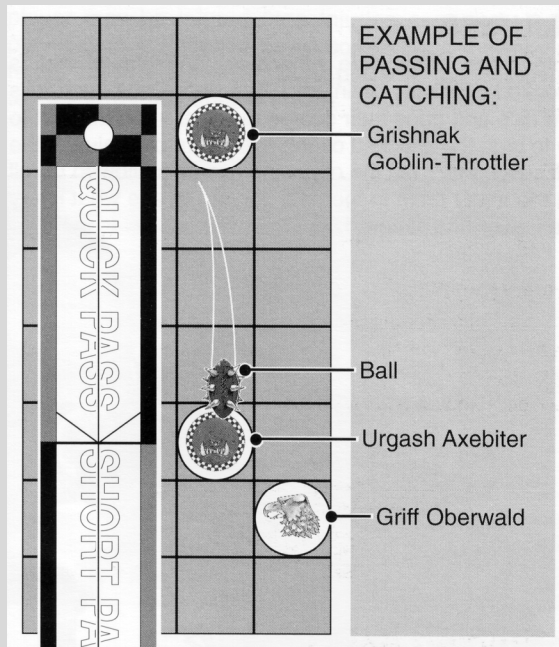 EXAMPLE OF
PASSING AND
CATCHING:
Grishnak
Goblin-Throttler
Ball
Urgash Axebiter
Griff Oberwald
QUICK PASS
SHORT PA